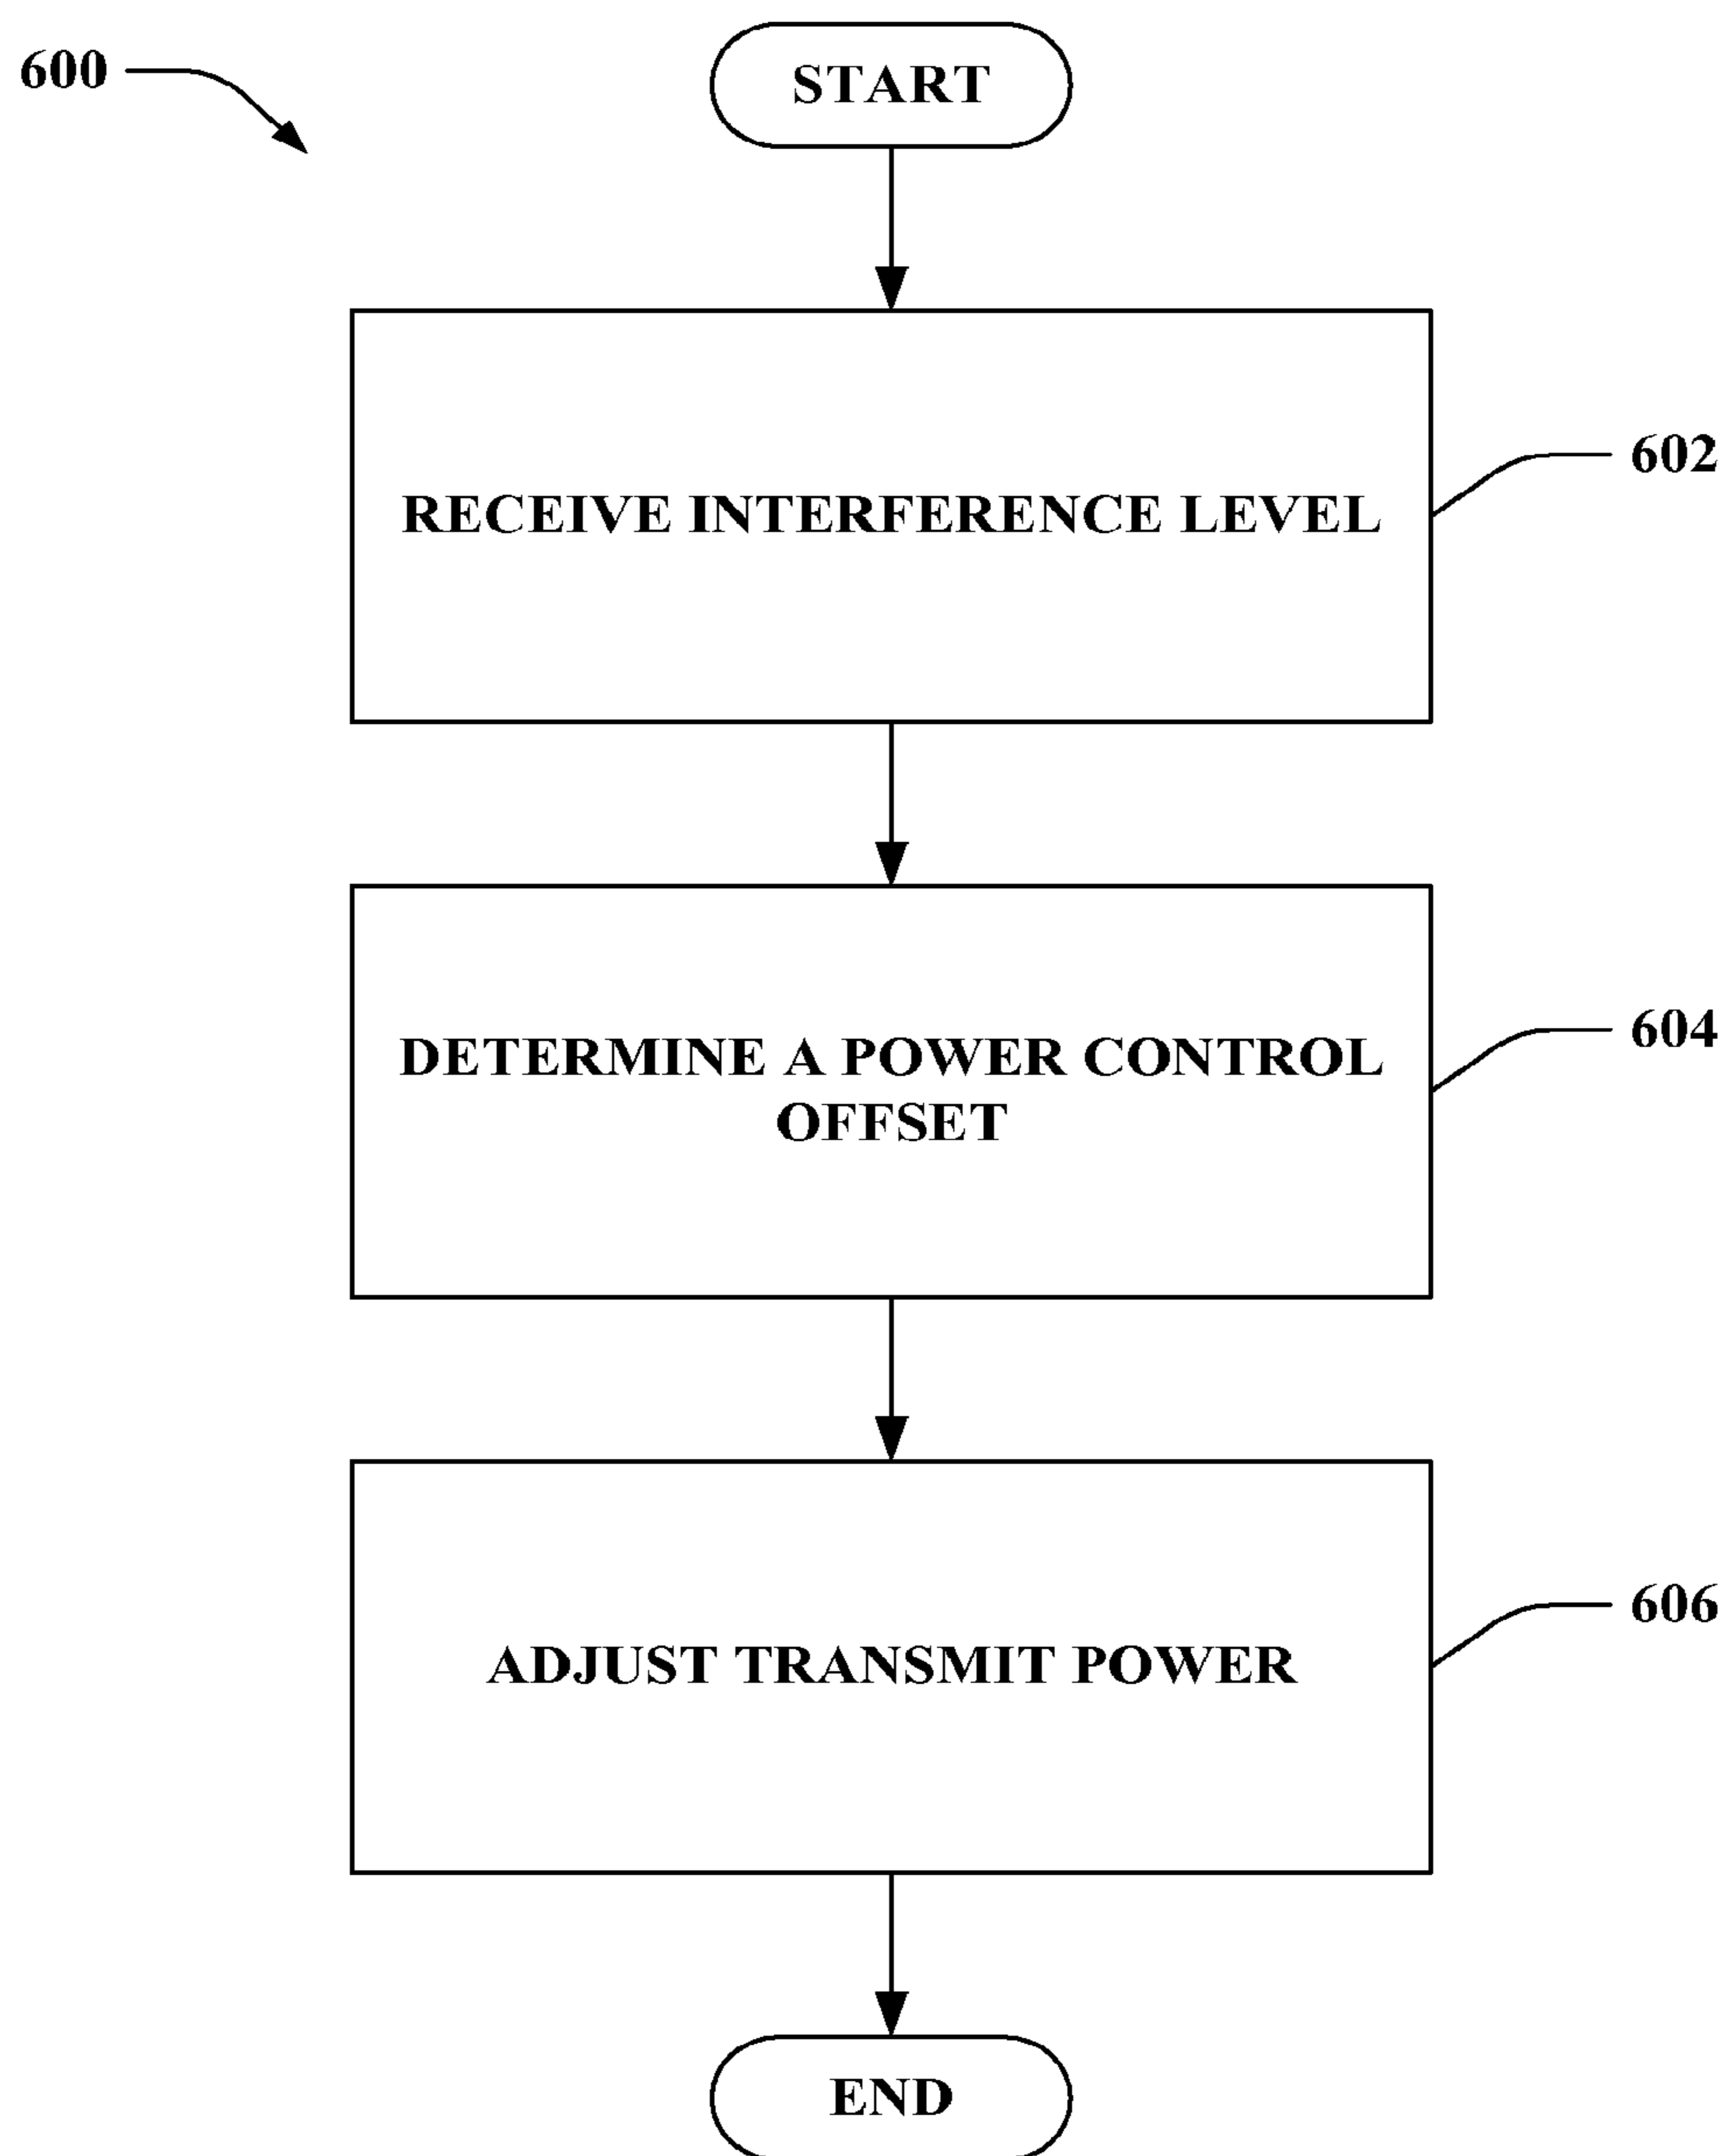 600
START
RECEIVE INTERFERENCE LEVEL
602
DETERMINE A POWER CONTROL
OFFSET
604
ADJUST TRANSMIT POWER
606
END